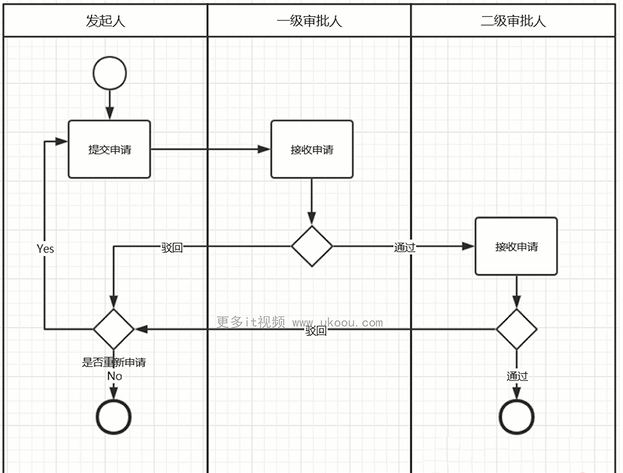 发起人
一级审批人
二级审批人
提交申请
接收申请
Yes
驳回
通过
接收申请
更多it视频 www.ukoou.com
驳回
是否重新申请
No
通过